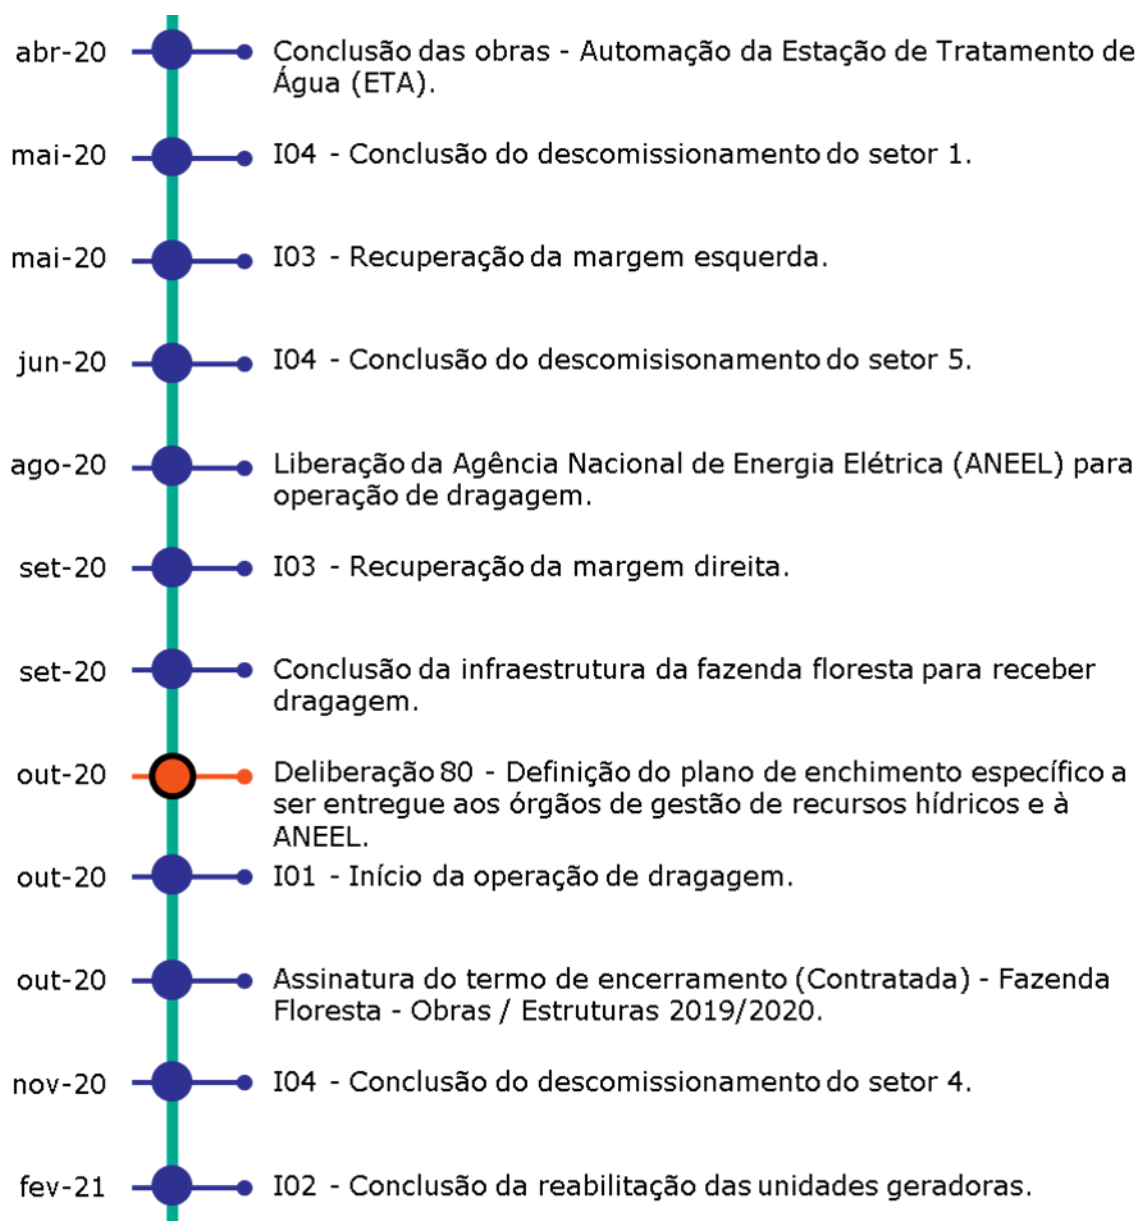 abr-20 Conclusão das obras - Automação da Estação de Tratamento de
Água (ETA).
mai-20 I04 - Conclusão do descomissionamento do setor 1.
mai-20 I03 - Recuperação da margem esquerda.
jun-20 I04 - Conclusão do descomisisonamento do setor 5.
ago-20 Liberação da Agência Nacional de Energia Elétrica (ANEEL) para
operação de dragagem.
set-20 I03 - Recuperação da margem direita.
set-20 Conclusão da infraestrutura da fazenda floresta para receber
dragagem.
out-20 Deliberação 80 - Definição do plano de enchimento específico a
ser entregue aos órgãos de gestão de recursos hídricos e à
ANEEL.
out-20 I01 - Início da operação de dragagem.
out-20 Assinatura do termo de encerramento (Contratada) - Fazenda
Floresta - Obras / Estruturas 2019/2020.
nov-20 I04 - Conclusão do descomissionamento do setor 4.
fev-21 I02 - Conclusão da reabilitação das unidades geradoras.